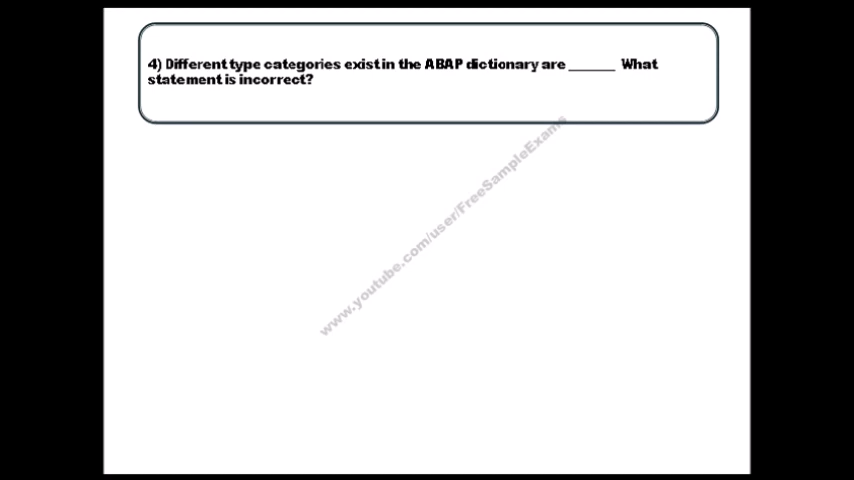 4) Different type categories exist in the ABAP dictionary are ______ What
statement is incorrect?
www.youtube.com/user/FreeSampleExams